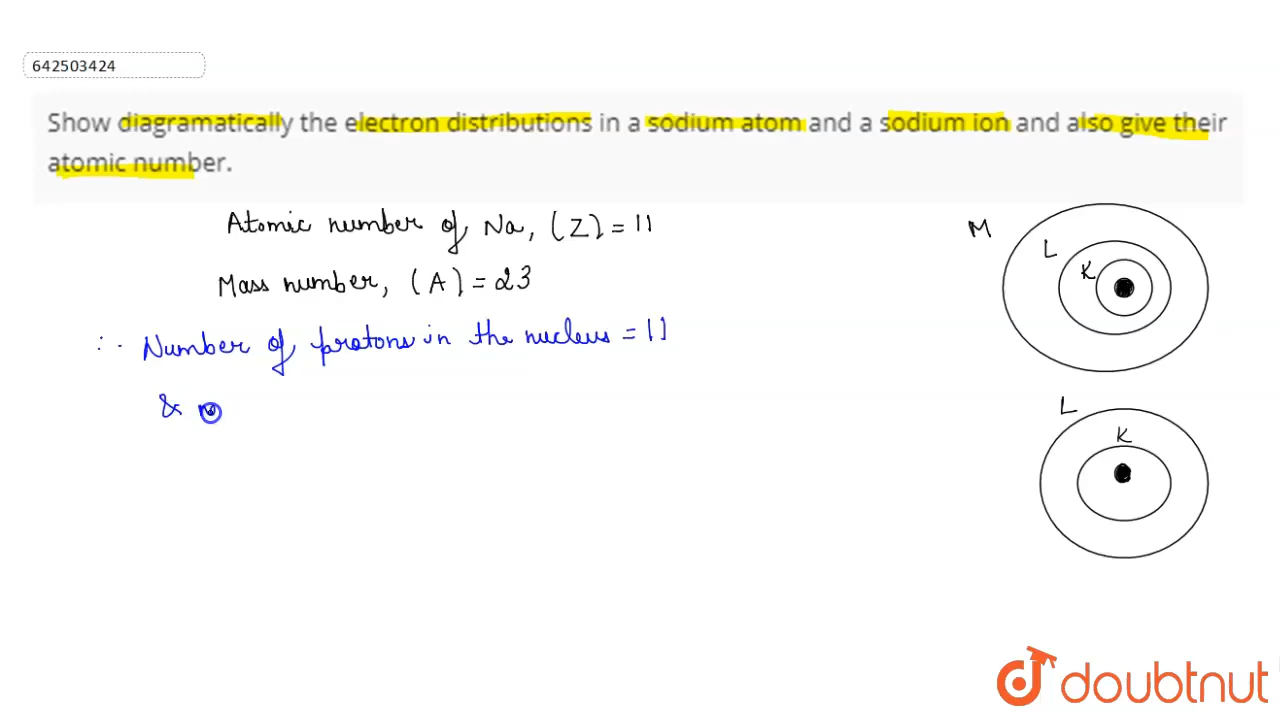 642503424
Show diagramatically the electron distributions in a sodium atom and a sodium ion and also give their
atomic number.
Atomic number of Na, (Z) = 11
Mass number, (A) = 23
∴ Number of protons in the nucleus = 11
&
M
L
K
L
K
doubtnut